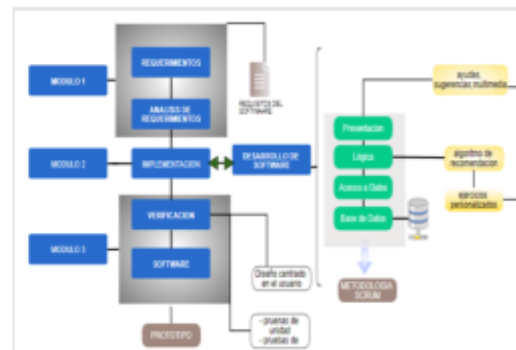 REQUERIMIENTOS
MODULO 1
ANALISIS DE
REQUERIMIENTOS
REQUISITOS DEL
SOFTWARE
MODULO 2
IMPLEMENTACION
DESARROLLO DE
SOFTWARE
VERIFICACION
MODULO 3
SOFTWARE
Diseño centrado
en el usuario
PROTOTIPO
- pruenas de
unidad
- pruebas de
Presentacion
Lógica
Acceso a Datos
Base de Datos
METODOLOGIA
SCRUM
ayudas,
sugerencias, multimedia
algoritmo de
recomentación
ejercicios
personalizados